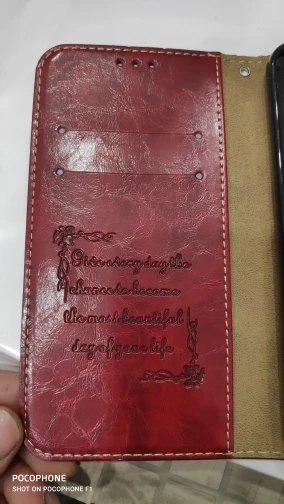 Give every day the
chance to become
the most beautiful
day of your life
POCOPHONE
SHOT ON POCOPHONE F1